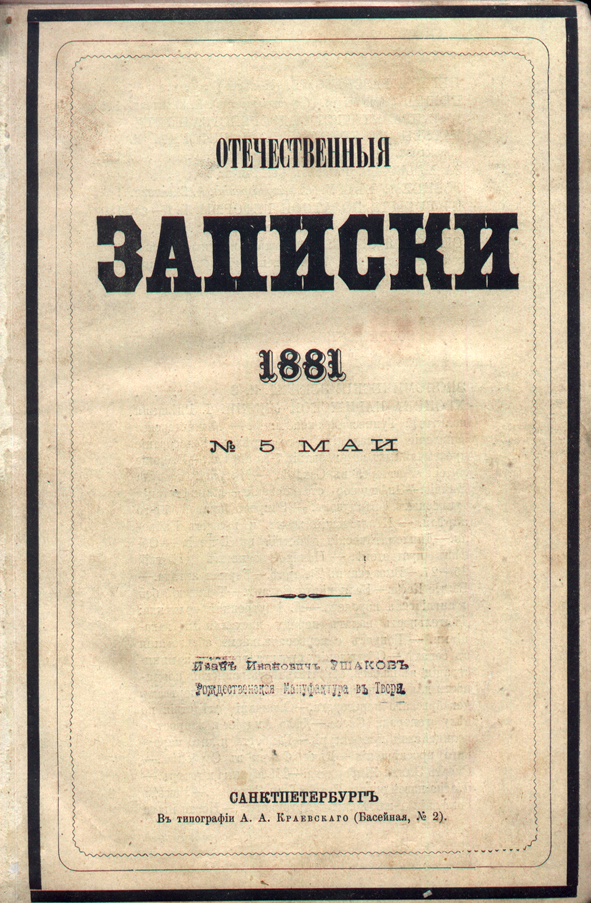 ОТЕЧЕСТВЕННЫЯ
ЗАПИСКИ
1881
№ 5 МАИ
Иванъ Ивановичъ УШАКОВЪ
Рождественская Мануфактура въ Твери.
САНКТПЕТЕРБУРГЪ
Въ типографіи А. А. Краевскаго (Басейная, № 2).